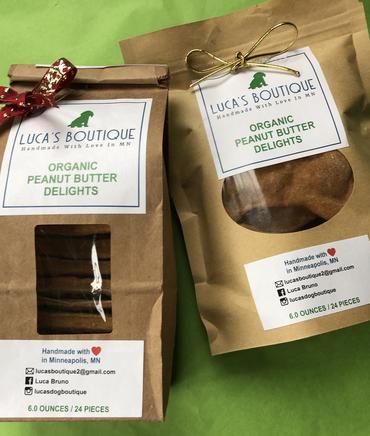 LUCA'S BOUTIQUE
Handmade With Love In MN
ORGANIC
PEANUT BUTTER
DELIGHTS
Handmade with
in Minneapolis, MN
lucasboutique2@gmail.com
Luca Bruno
lucasdogboutique
6.0 OUNCES / 24 PIECES
LUCA'S BOUTIQUE
Handmade With Love In MN
ORGANIC
PEANUT BUTTER
DELIGHTS
Handmade with
in Minneapolis, MN
lucasboutique2@gmail.com
Luca Bruno
lucasdogboutique
6.0 OUNCES / 24 PIECES